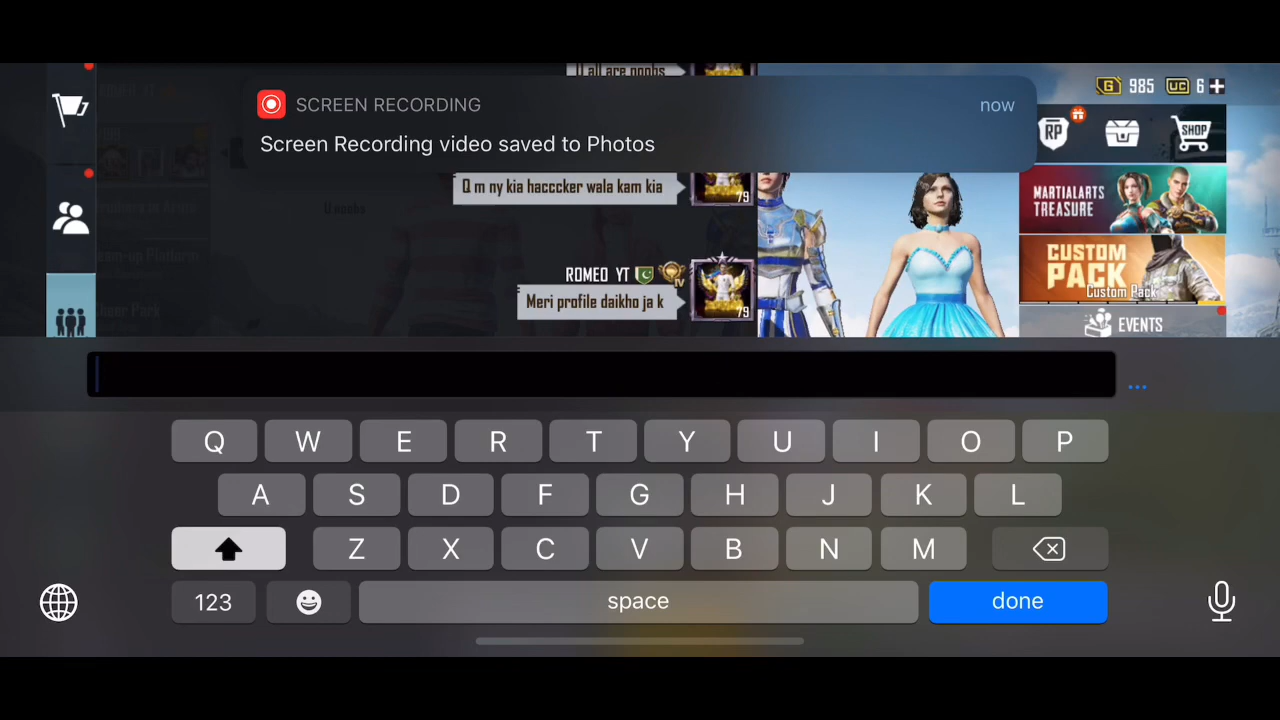 U all are noobs
SCREEN RECORDING
now
Screen Recording video saved to Photos
G 985 UC 6
RP
SHOP
Q m ny kia hacccker wala kam kia
79
U noobs
MARTIALARTS
TREASURE
CUSTOM
PACK
Custom Pack
ROMEO YT
IV
Meri profile daikho ja k
79
EVENTS
...
Q W E R T Y U I O P
A S D F G H J K L
Z X C V B N M
123
space
done